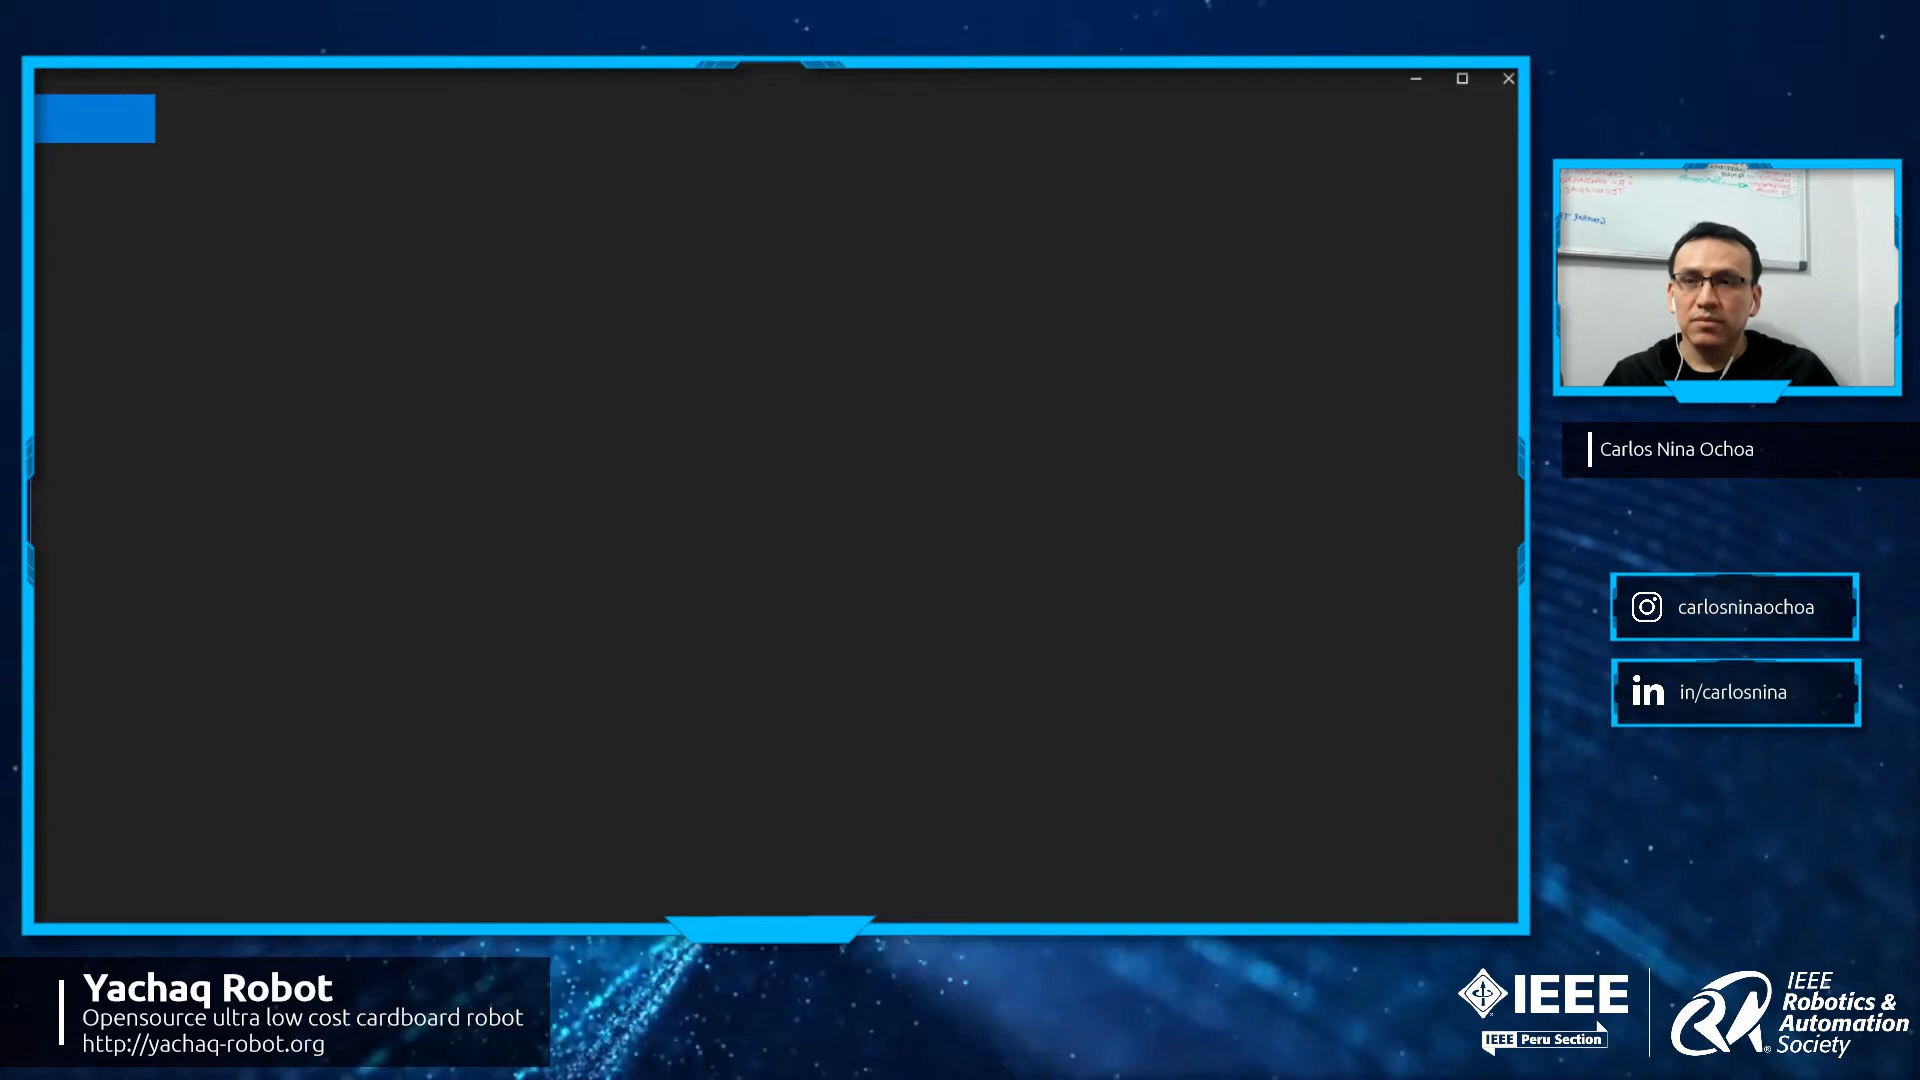 Carlos Nina Ochoa
carlosninaochoa
in/carlosnina
Yachaq Robot
Opensource ultra low cost cardboard robot
http://yachaq-robot.org
IEEE
IEEE Peru Section
IEEE
Robotics &
Automation
Society